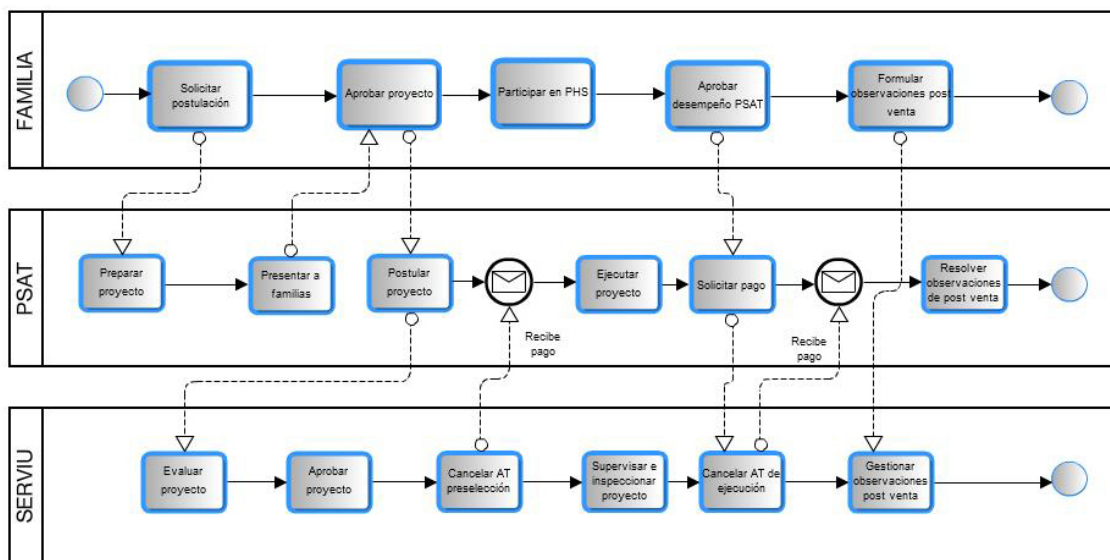 FAMILIA
Solicitar
postulación
Aprobar proyecto
Participar en PHS
Aprobar
desempeño PSAT
Formular
observaciones post
venta
PSAT
Preparar
proyecto
Presentar a
familias
Postular
proyecto
Recibe
pago
Ejecutar
proyecto
Solicitar pago
Recibe
pago
Resolver
observaciones
de post venta
SERVIU
Evaluar
proyecto
Aprobar
proyecto
Cancelar AT
preselección
Supervisar e
inspeccionar
proyecto
Cancelar AT de
ejecución
Gestionar
observaciones
post venta